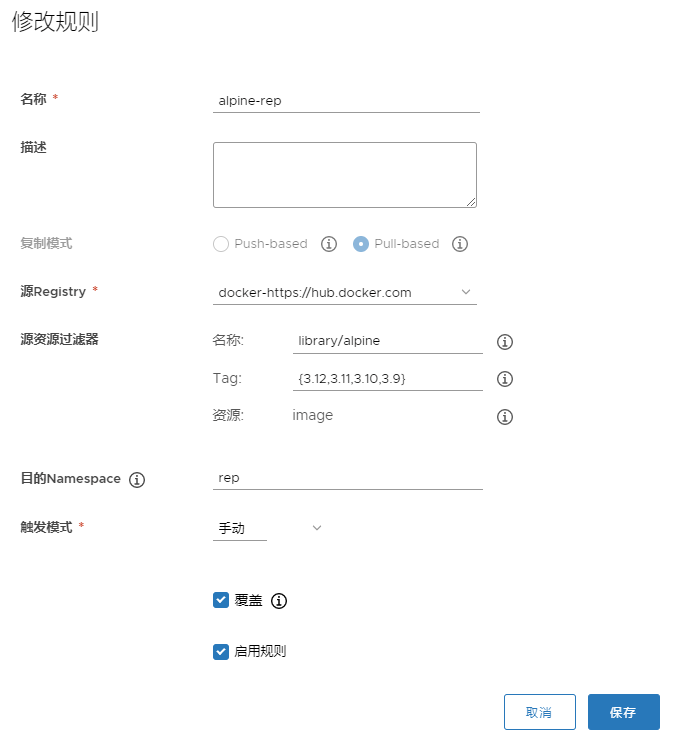 修改规则
名称 *
alpine-rep
描述
复制模式
Push-based
Pull-based
源Registry *
docker-https://hub.docker.com
源资源过滤器
名称:
library/alpine
Tag:
{3.12,3.11,3.10,3.9}
资源:
image
目的Namespace
rep
触发模式 *
手动
覆盖
启用规则
取消
保存